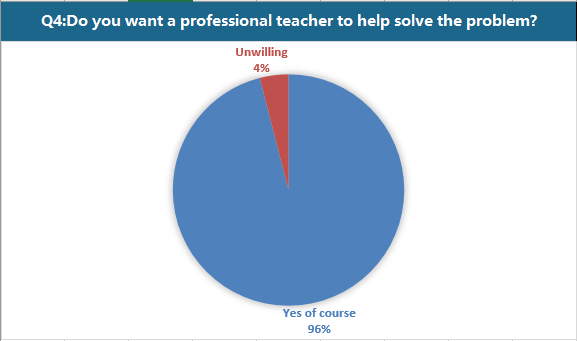 Q4:Do you want a professional teacher to help solve the problem?
Unwilling
4%
Yes of course
96%